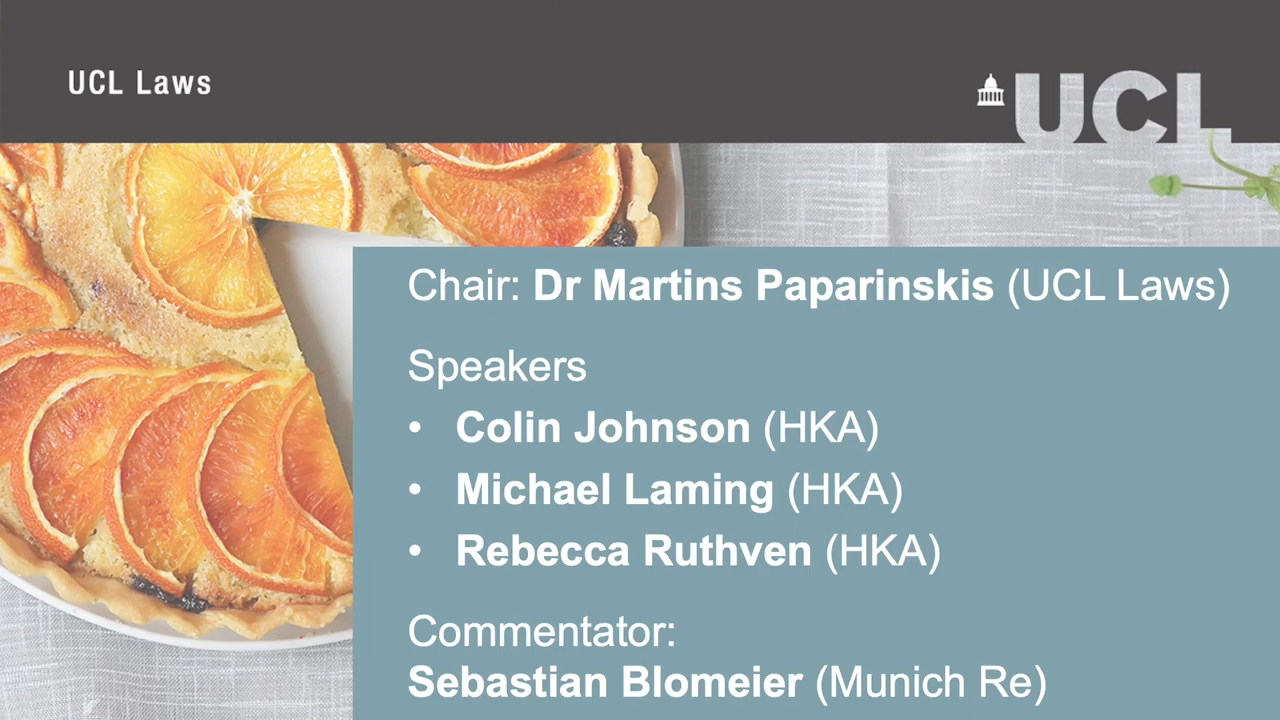 UCL Laws
UCL
Chair: Dr Martins Paparinskis (UCL Laws)
Speakers
• Colin Johnson (HKA)
• Michael Laming (HKA)
• Rebecca Ruthven (HKA)
Commentator:
Sebastian Blomeier (Munich Re)